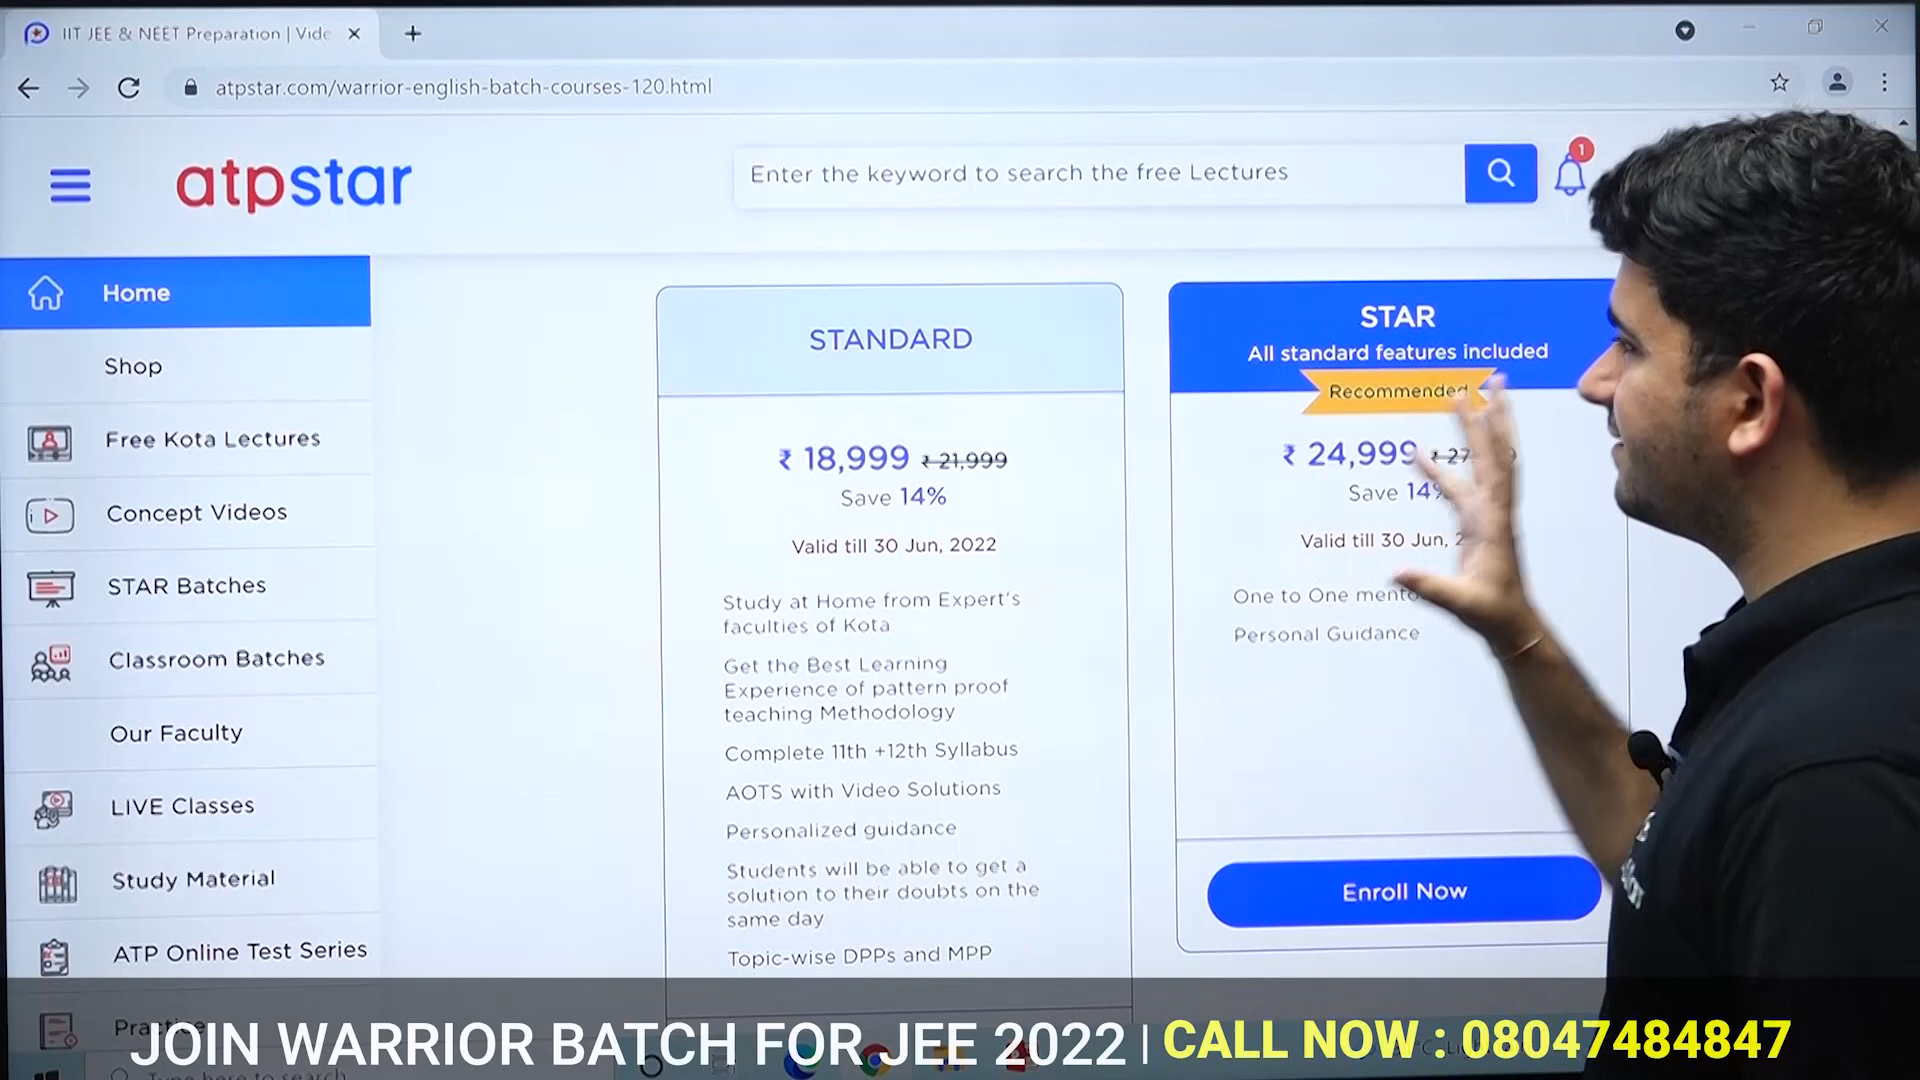 IIT JEE & NEET Preparation | Vide
atpstar.com/warrior-english-batch-courses-120.html
atpstar
Enter the keyword to search the free Lectures
1
Home
Shop
Free Kota Lectures
Concept Videos
STAR Batches
Classroom Batches
Our Faculty
LIVE Classes
Study Material
ATP Online Test Series
STANDARD
₹ 18,999 ₹ 21,999
Save 14%
Valid till 30 Jun, 2022
Study at Home from Expert's
faculties of Kota
Get the Best Learning
Experience of pattern proof
teaching Methodology
Complete 11th +12th Syllabus
AOTS with Video Solutions
Personalized guidance
Students will be able to get a
solution to their doubts on the
same day
Topic-wise DPPs and MPP
STAR
All standard features included
Recommended
₹ 24,999
Save 14%
Valid till 30 Jun,
One to One
Personal Guidance
Enroll Now
JOIN WARRIOR BATCH FOR JEE 2022 | CALL NOW : 08047484847
Type here to search